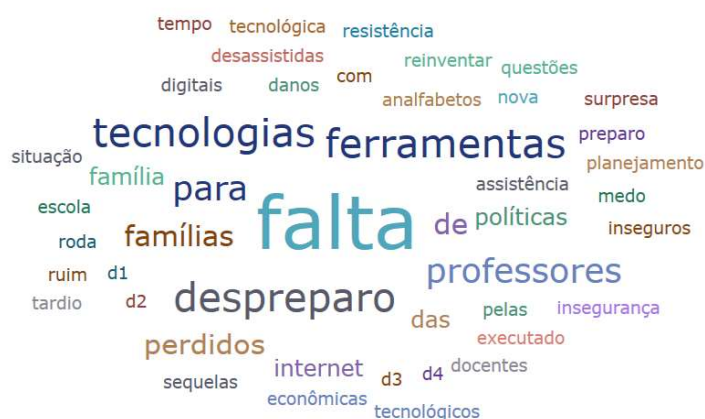 tempo tecnológica resistência
desassistidas reinventar questões
digitais danos com analfabetos nova surpresa
tecnologias ferramentas preparo
situação família para assistência planejamento
escola falta medo
roda famílias de políticas inseguros
ruim d1 professores
tardio d2 despreparo pelas insegurança
perdidos das executado
sequelas internet d3 d4 docentes
econômicas tecnológicos